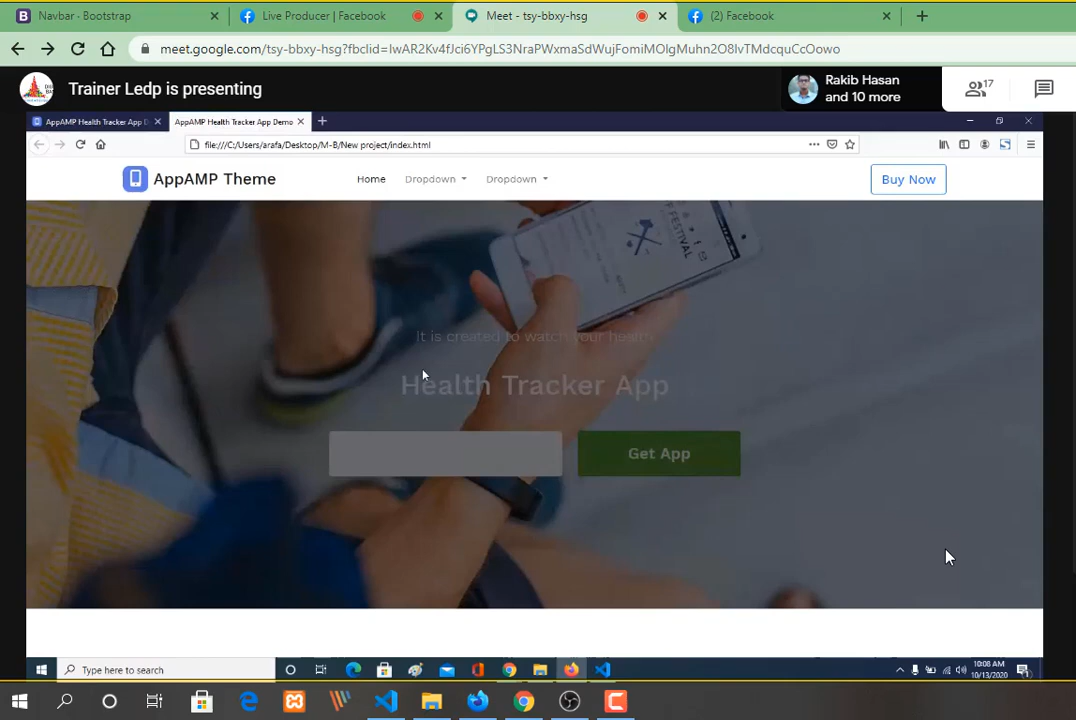 Navbar - Bootstrap
Live Producer | Facebook
Meet - tsy-bbxy-hsg
(2) Facebook
meet.google.com/tsy-bbxy-hsg?fbclid=IwAR2Kv4fJci6YPgLS3NraPWxmaSdWujFomiMOIgMuhn2O8IvTMdcquCcOowo
Trainer Ledp is presenting
Rakib Hasan
and 10 more
17
AppAMP Health Tracker App D
AppAMP Health Tracker App Demo
file:///C:/Users/arafa/Desktop/M-B/New project/index.html
AppAMP Theme
Home
Dropdown
Dropdown
Buy Now
FESTIVAL
It is created to watch your health
Health Tracker App
Get App
Type here to search
10:08 AM
10/13/2020